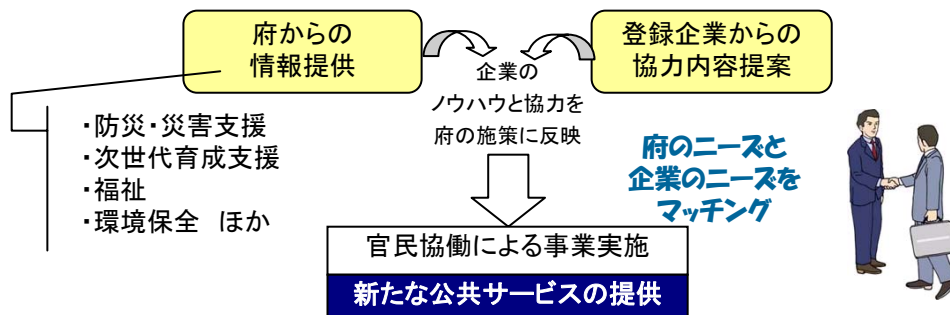 府からの
情報提供
登録企業からの
協力内容提案
企業の
ノウハウと協力を
府の施策に反映
・防災・災害支援
・次世代育成支援
・福祉
・環境保全　ほか
府のニーズと
企業のニーズを
マッチング
官民協働による事業実施
新たな公共サービスの提供